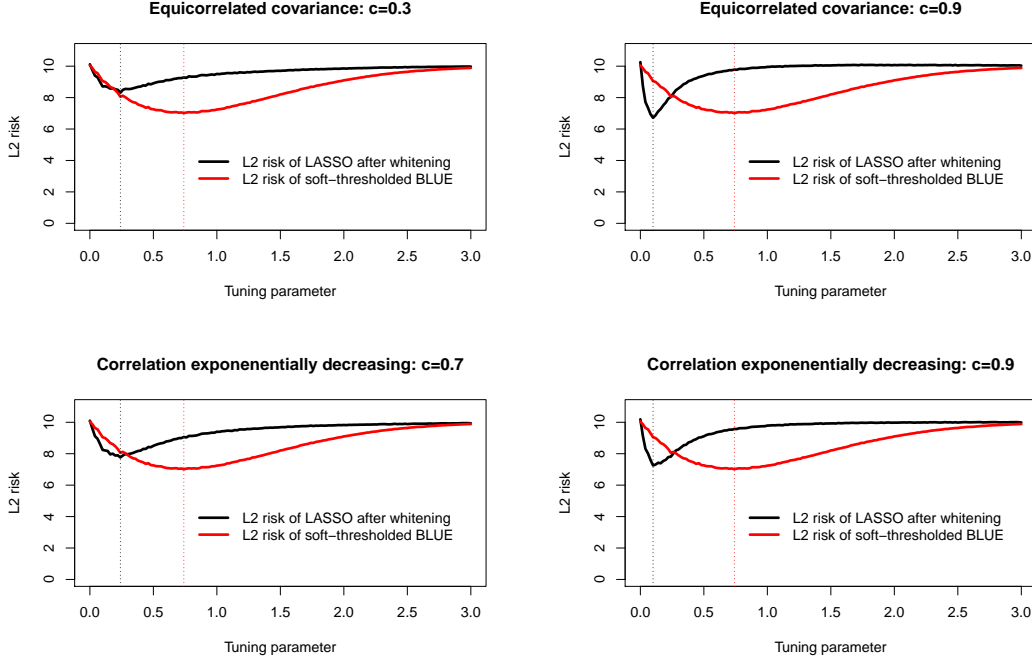 Equicorrelated covariance: c=0.3
L2 risk
0 2 4 6 8 10
L2 risk of LASSO after whitening
L2 risk of soft−thresholded BLUE
0.0 0.5 1.0 1.5 2.0 2.5 3.0
Tuning parameter
Equicorrelated covariance: c=0.9
L2 risk
0 2 4 6 8 10
L2 risk of LASSO after whitening
L2 risk of soft−thresholded BLUE
0.0 0.5 1.0 1.5 2.0 2.5 3.0
Tuning parameter
Correlation exponenentially decreasing: c=0.7
L2 risk
0 2 4 6 8 10
L2 risk of LASSO after whitening
L2 risk of soft−thresholded BLUE
0.0 0.5 1.0 1.5 2.0 2.5 3.0
Tuning parameter
Correlation exponenentially decreasing: c=0.9
L2 risk
0 2 4 6 8 10
L2 risk of LASSO after whitening
L2 risk of soft−thresholded BLUE
0.0 0.5 1.0 1.5 2.0 2.5 3.0
Tuning parameter